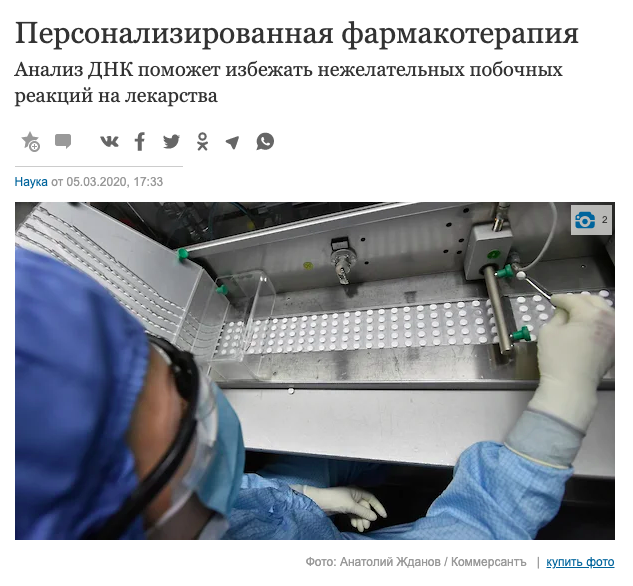 Персонализированная фармакотерапия
Анализ ДНК поможет избежать нежелательных побочных
реакций на лекарства
Наука от 05.03.2020, 17:33
2
Фото: Анатолий Жданов / Коммерсантъ | купить фото